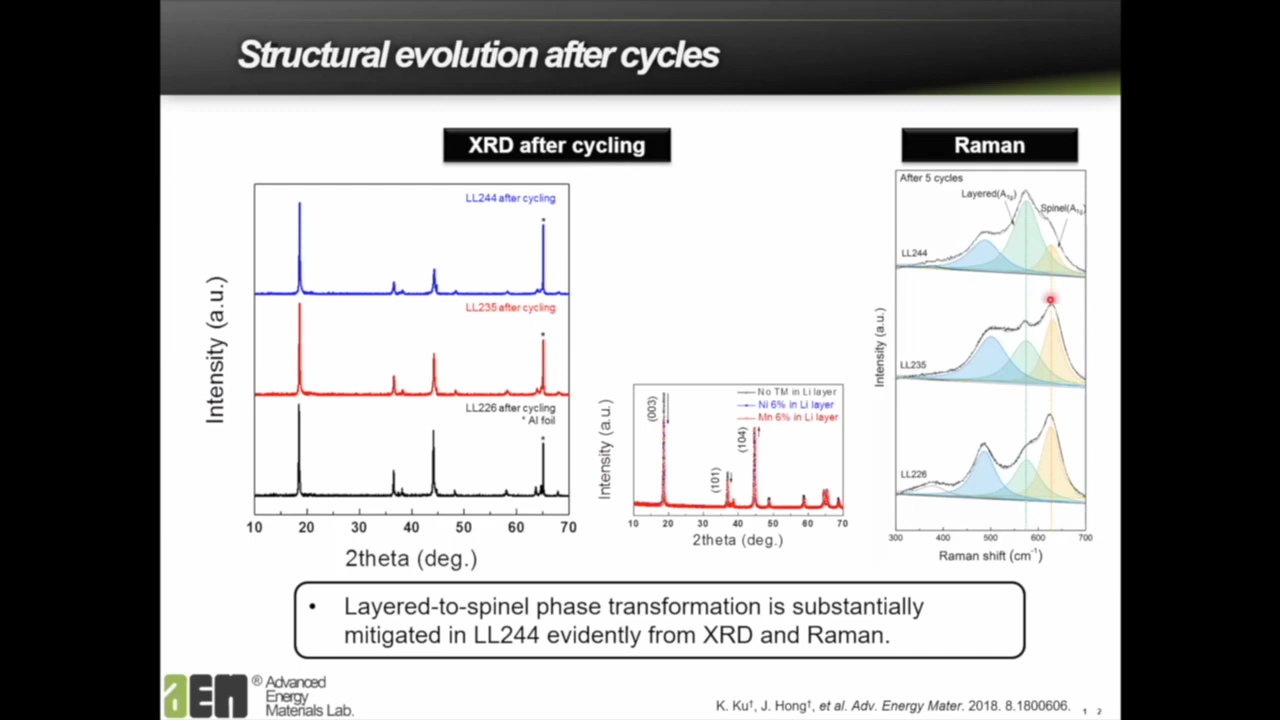 Structural evolution after cycles
XRD after cycling
Raman
LL244 after cycling
*
LL235 after cycling
*
LL226 after cycling
* Al foil
*
Intensity (a.u.)
10 20 30 40 50 60 70
2theta (deg.)
No TM in Li layer
Ni 6% in Li layer
Mn 6% in Li layer
(003)
(101)
(104)
Intensity (a.u.)
10 20 30 40 50 60 70
2theta (deg.)
After 5 cycles
Layered(A1g)
Spinel(A1g)
LL244
LL235
LL226
Intensity (a.u.)
300 400 500 600 700
Raman shift (cm⁻¹)
• Layered-to-spinel phase transformation is substantially
mitigated in LL244 evidently from XRD and Raman.
aEM ® Advanced
Energy
Materials Lab.
K. Ku†, J. Hong†, et al. Adv. Energy Mater. 2018. 8.1800606.
1 2